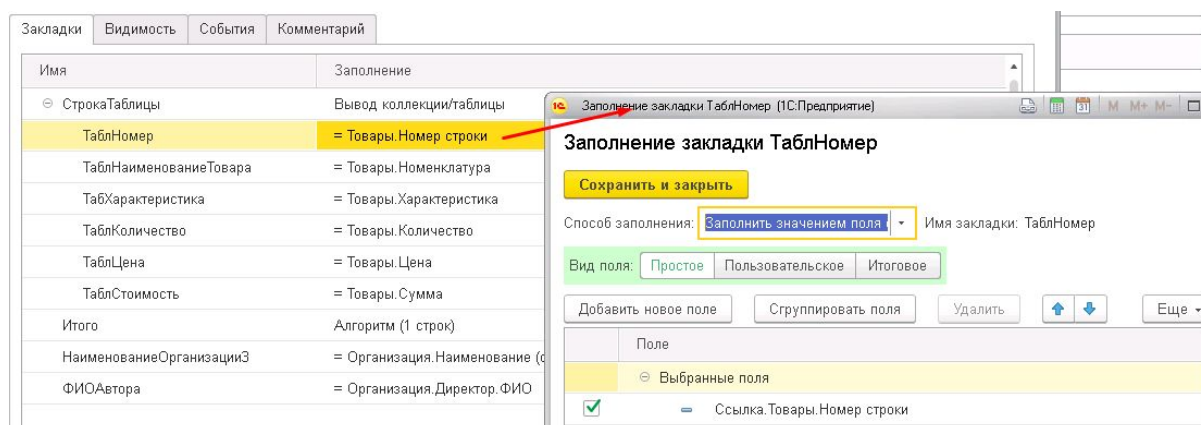 Закладки Видимость События Комментарий
Имя Заполнение
СтрокаТаблицы Вывод коллекции/таблицы
ТаблНомер = Товары.Номер строки
ТаблНаименованиеТовара = Товары.Номенклатура
ТабХарактеристика = Товары.Характеристика
ТаблКоличество = Товары.Количество
ТаблЦена = Товары.Цена
ТаблСтоимость = Товары.Сумма
Итого Алгоритм (1 строк)
НаименованиеОрганизации3 = Организация.Наименование (
ФИОАвтора = Организация.Директор.ФИО
1С Заполнение закладки ТаблНомер (1С:Предприятие) 31 M M+ M-
Заполнение закладки ТаблНомер
Сохранить и закрыть
Способ заполнения: Заполнить значением поля Имя закладки: ТаблНомер
Вид поля: Простое Пользовательское Итоговое
Добавить новое поле Сгруппировать поля Удалить Еще
Поле
Выбранные поля
Ссылка.Товары.Номер строки